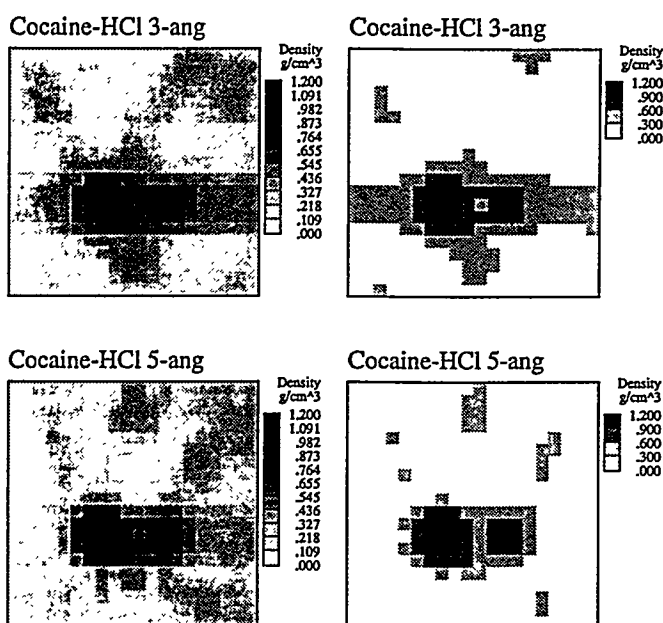 Cocaine-HCl 3-ang
Density
g/cm^3
1.200
1.091
.982
.873
.764
.655
.545
.436
.327
.218
.109
.000
Cocaine-HCl 3-ang
Density
g/cm^3
1.200
.900
.600
.300
.000
Cocaine-HCl 5-ang
Density
g/cm^3
1.200
1.091
.982
.873
.764
.655
.545
.436
.327
.218
.109
.000
Cocaine-HCl 5-ang
Density
g/cm^3
1.200
.900
.600
.300
.000